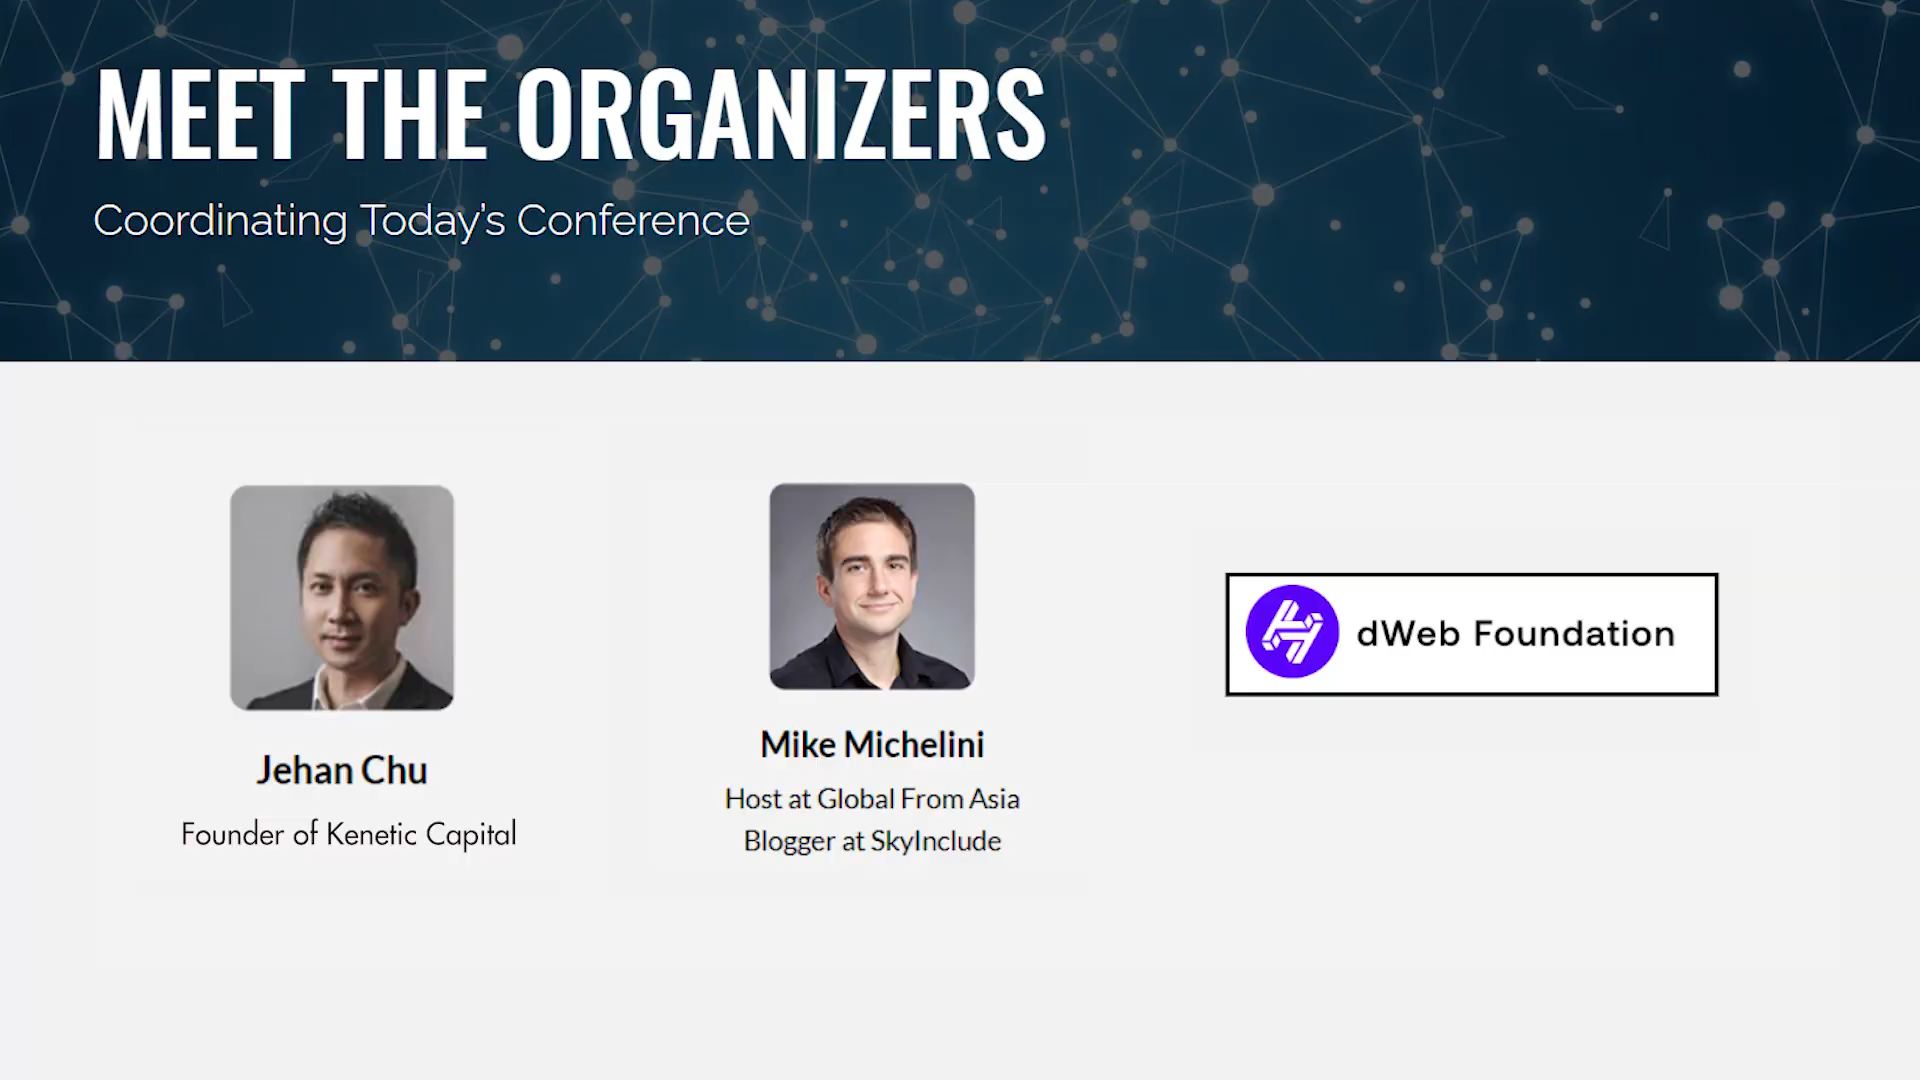 MEET THE ORGANIZERS
Coordinating Today's Conference
Jehan Chu
Founder of Kenetic Capital
Mike Michelini
Host at Global From Asia
Blogger at SkyInclude
dWeb Foundation